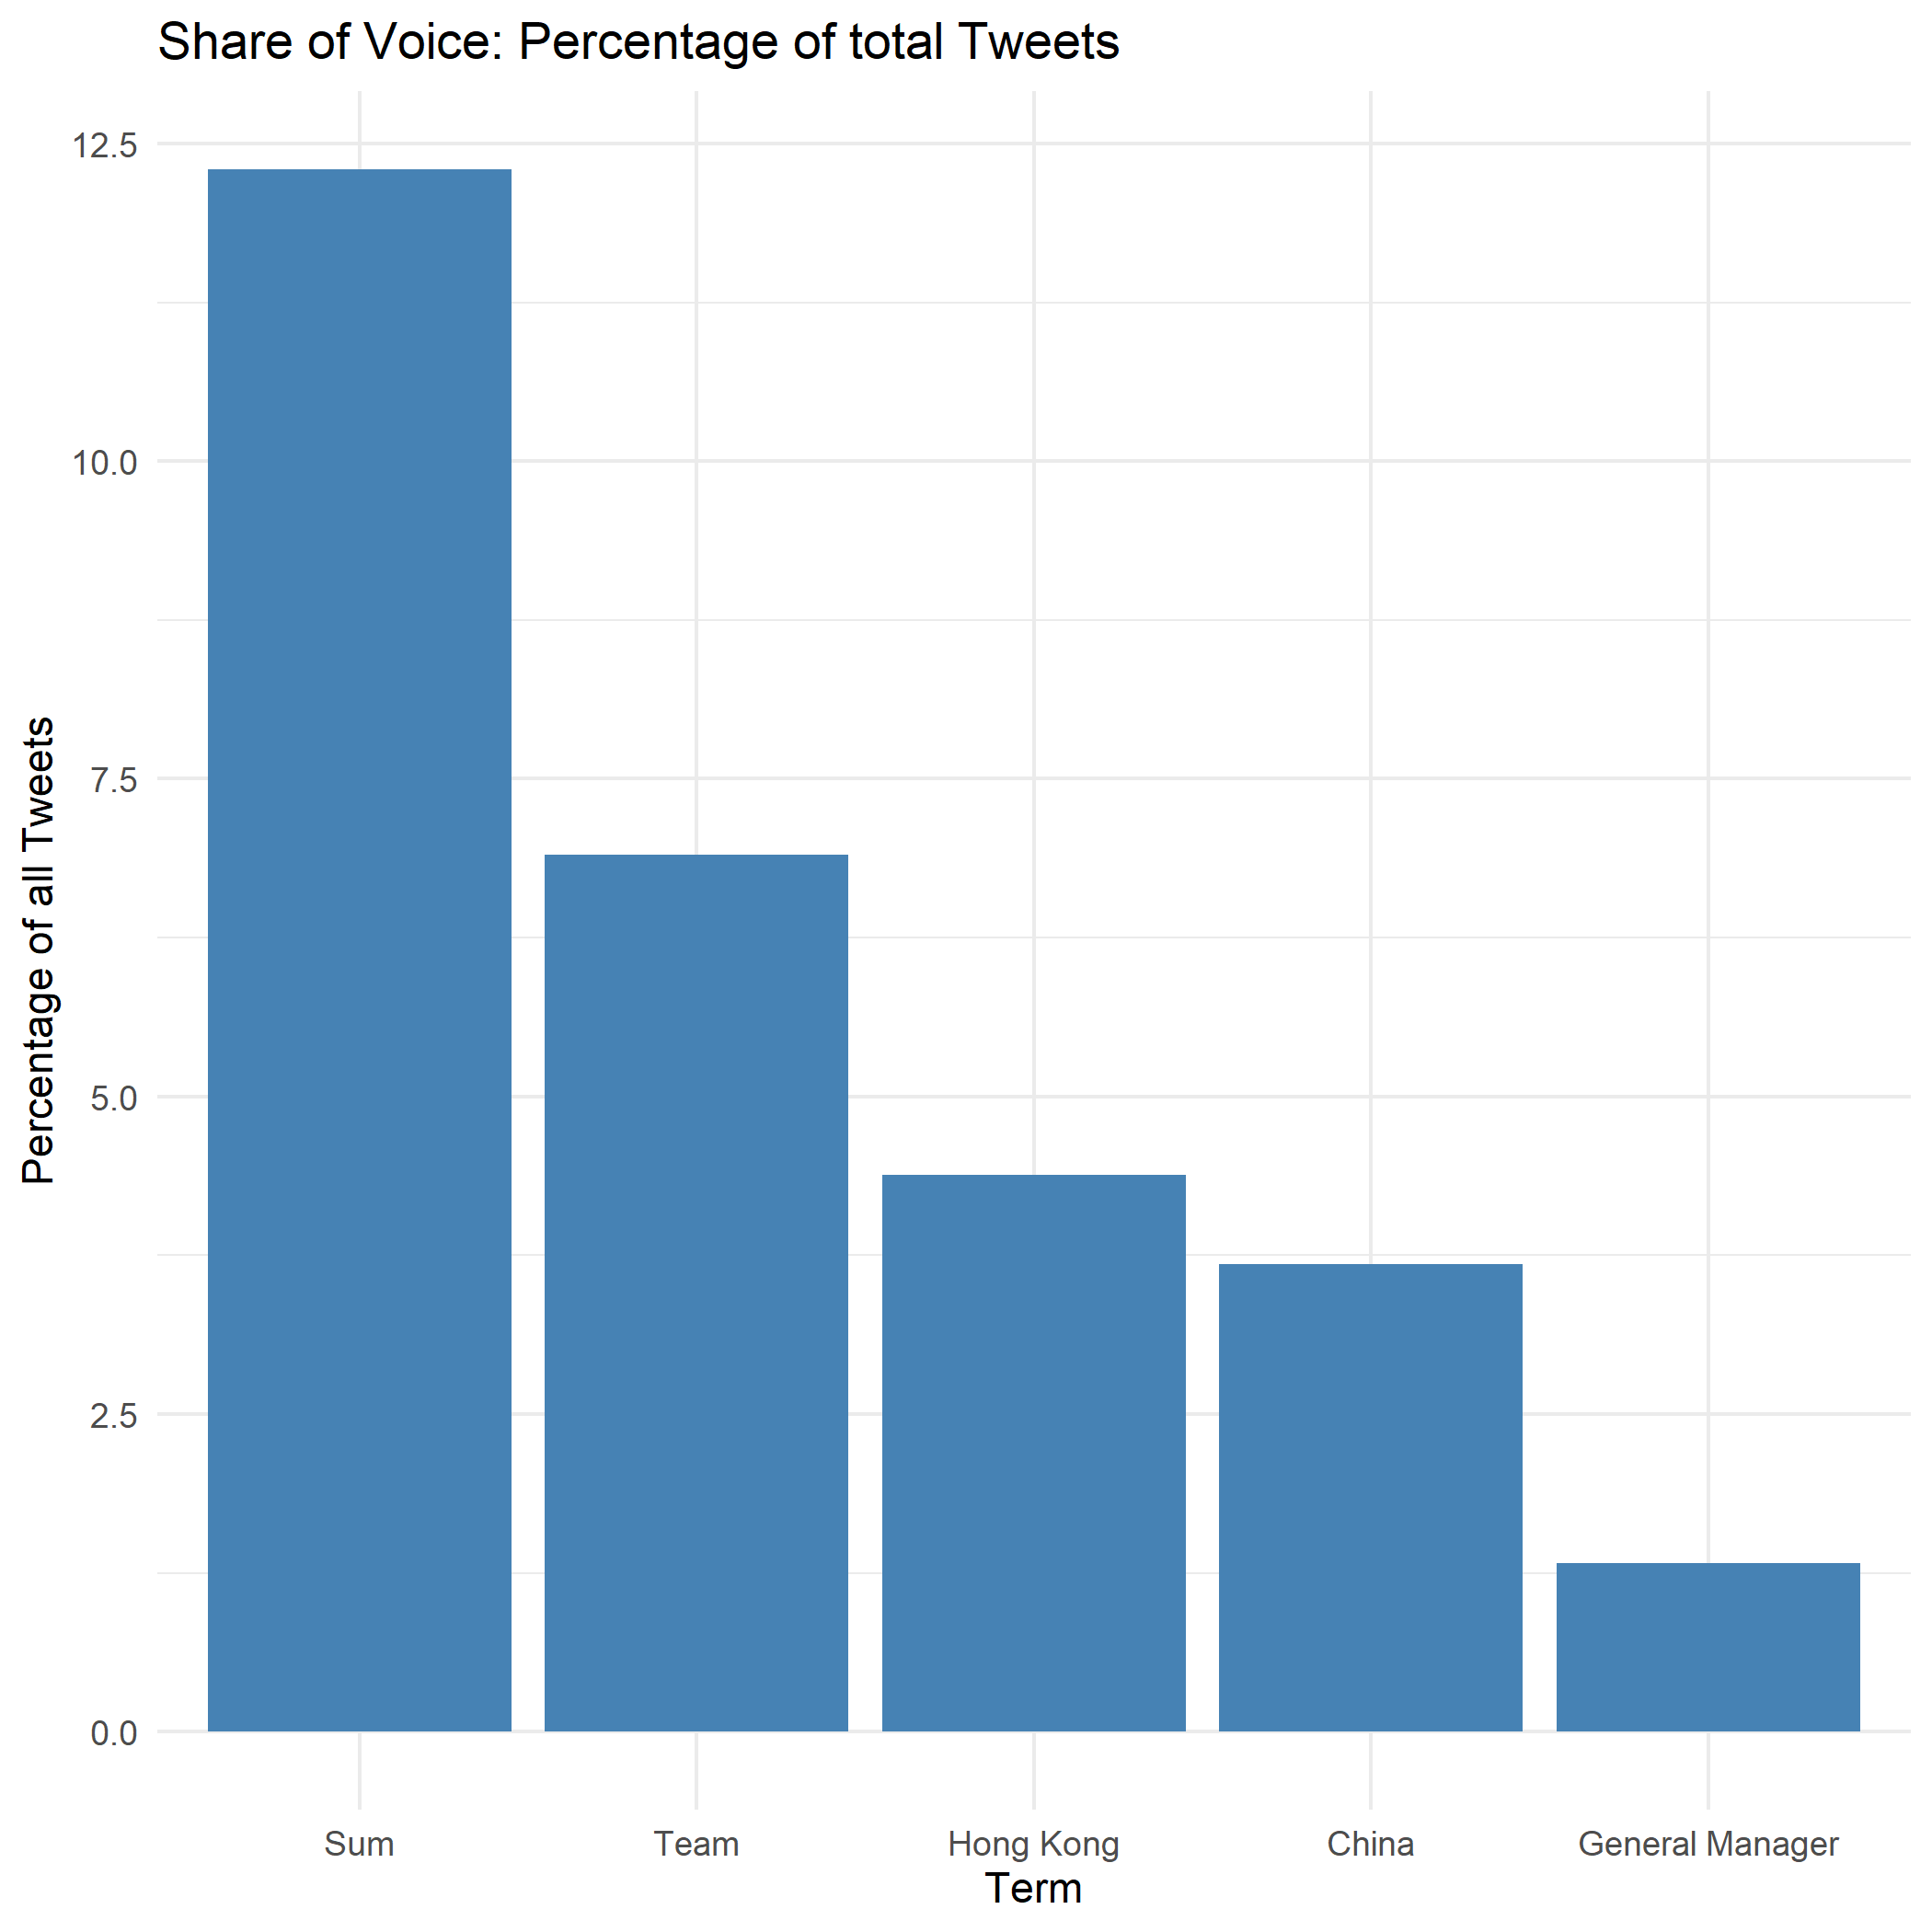 Share of Voice: Percentage of total Tweets
Percentage of all Tweets
12.5
10.0
7.5
5.0
2.5
0.0
Sum Team Hong Kong China General Manager
Term